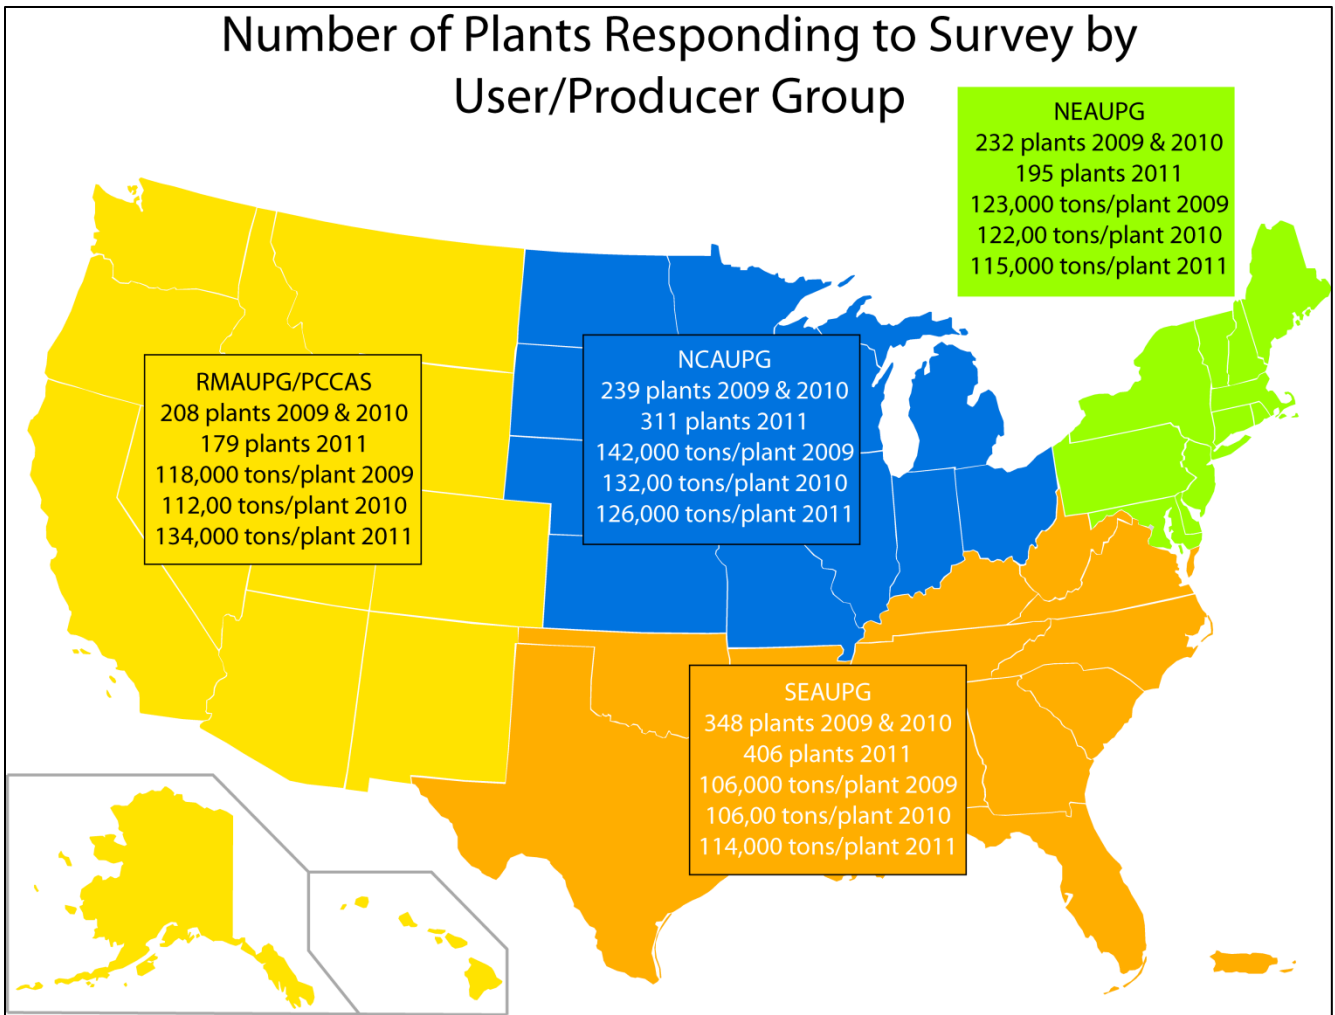 Number of Plants Responding to Survey by
User/Producer Group
NEAUPG
232 plants 2009 & 2010
195 plants 2011
123,000 tons/plant 2009
122,00 tons/plant 2010
115,000 tons/plant 2011
RMAUPG/PCCAS
208 plants 2009 & 2010
179 plants 2011
118,000 tons/plant 2009
112,00 tons/plant 2010
134,000 tons/plant 2011
NCAUPG
239 plants 2009 & 2010
311 plants 2011
142,000 tons/plant 2009
132,00 tons/plant 2010
126,000 tons/plant 2011
SEAUPG
348 plants 2009 & 2010
406 plants 2011
106,000 tons/plant 2009
106,00 tons/plant 2010
114,000 tons/plant 2011